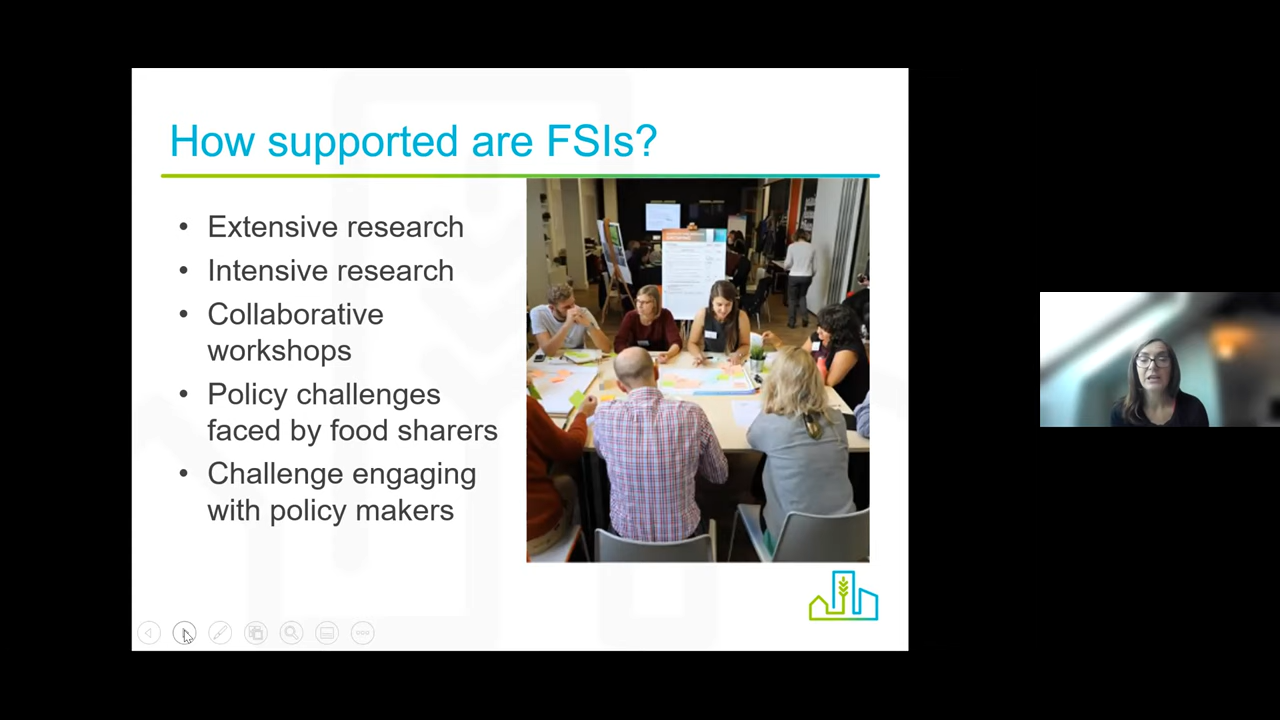 How supported are FSIs?
• Extensive research
• Intensive research
• Collaborative
workshops
• Policy challenges
faced by food sharers
• Challenge engaging
with policy makers